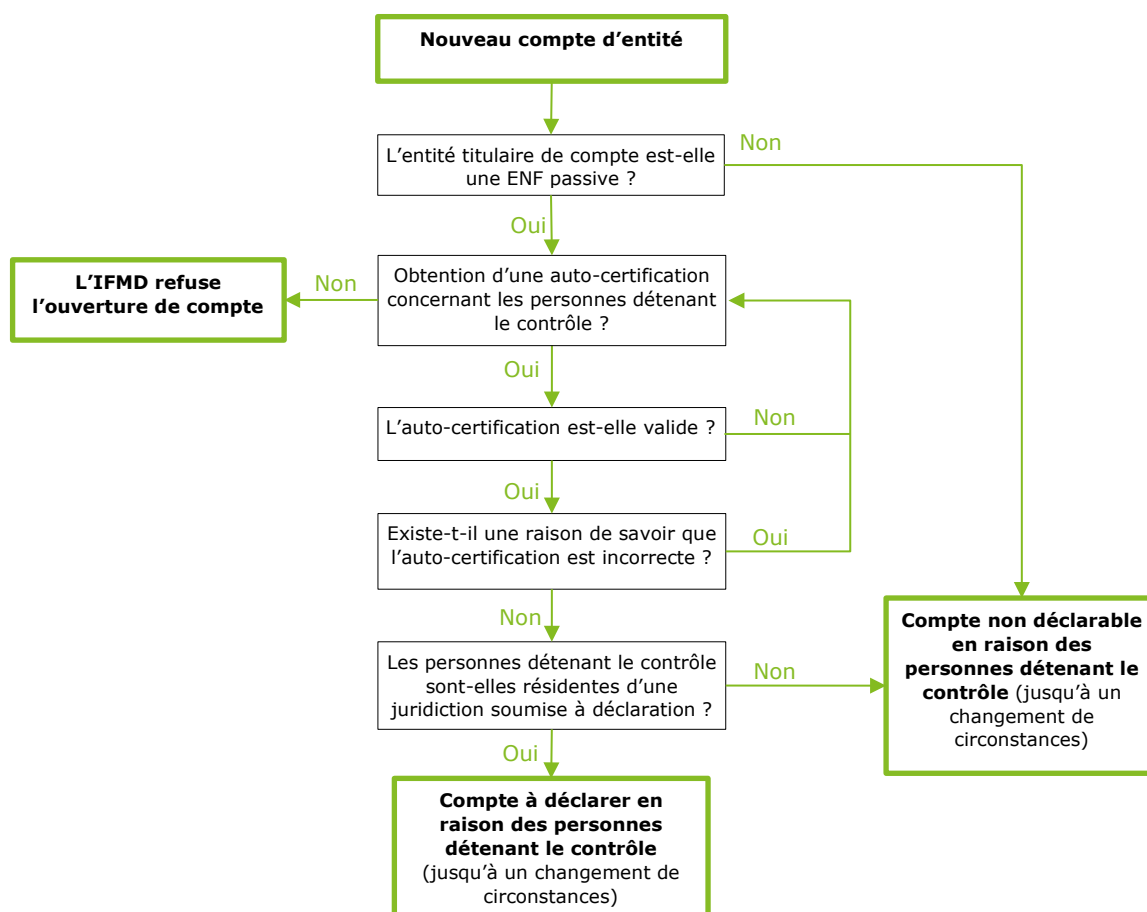 Nouveau compte d'entité
L'entité titulaire de compte est-elle
une ENF passive ?
Non
Oui
L'IFMD refuse
l'ouverture de compte
Non
Obtention d'une auto-certification
concernant les personnes détenant
le contrôle ?
Oui
L'auto-certification est-elle valide ?
Non
Oui
Existe-t-il une raison de savoir que
l'auto-certification est incorrecte ?
Oui
Non
Les personnes détenant le contrôle
sont-elles résidentes d'une
juridiction soumise à déclaration ?
Non
Compte non déclarable
en raison des
personnes détenant le
contrôle (jusqu'à un
changement de
circonstances)
Oui
Compte à déclarer en
raison des personnes
détenant le contrôle
(jusqu'à un changement de
circonstances)